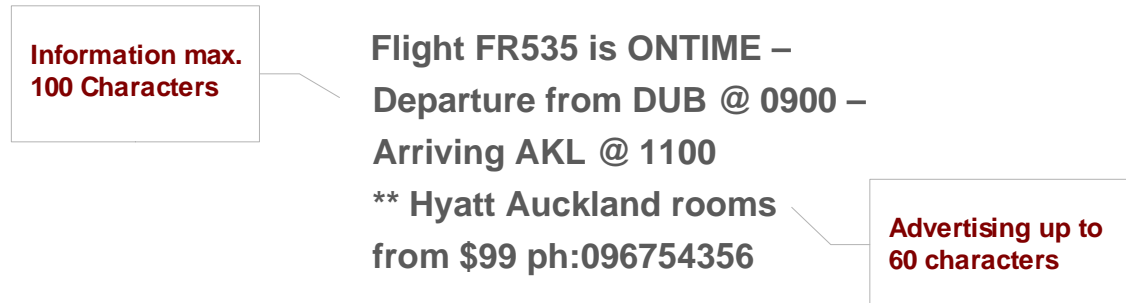 Information max.
100 Characters
Flight FR535 is ONTIME –
Departure from DUB @ 0900 –
Arriving AKL @ 1100
** Hyatt Auckland rooms
from $99 ph:096754356
Advertising up to
60 characters